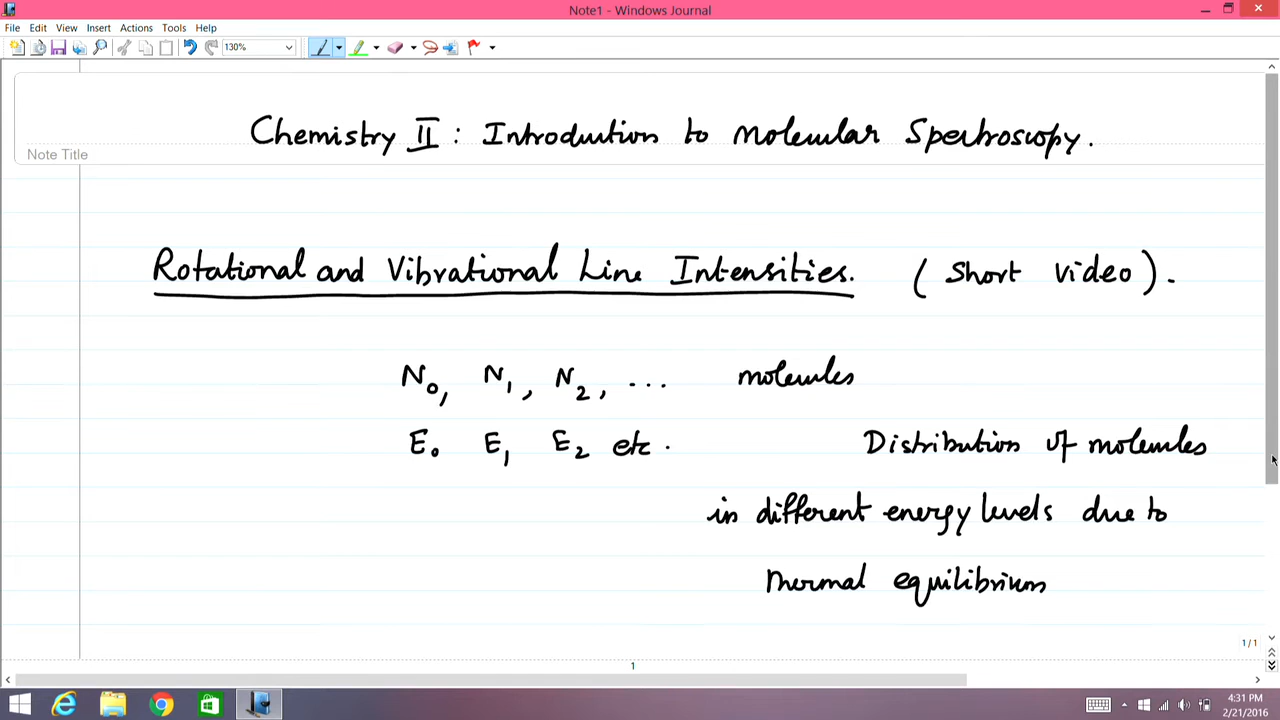 Note1 - Windows Journal
File Edit View Insert Actions Tools Help
130%
Chemistry II : Introduction to Molecular Spectroscopy.
Note Title
Rotational and Vibrational Line Intensities. ( Short video ).
N0, N1, N2, ... molecules
E0 E1 E2 etc. Distribution of molecules
in different energy levels due to
Thermal equilibrium
1/1
1
4:31 PM
2/21/2016